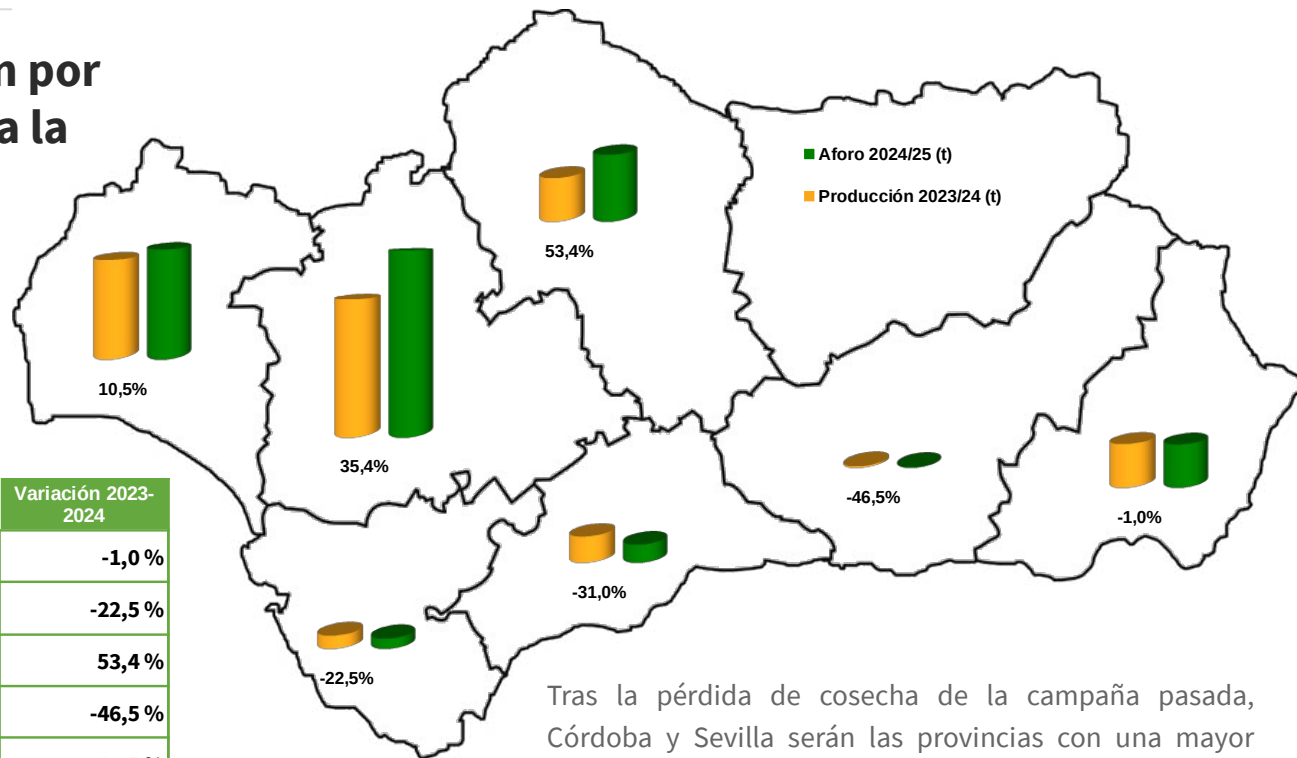 n por
a la
Aforo 2024/25 (t)
Producción 2023/24 (t)
53,4%
10,5%
35,4%
-46,5%
-1,0%
-31,0%
-22,5%
Variación 2023-
2024
-1,0 %
-22,5 %
53,4 %
-46,5 %
Tras la pérdida de cosecha de la campaña pasada,
Córdoba y Sevilla serán las provincias con una mayor